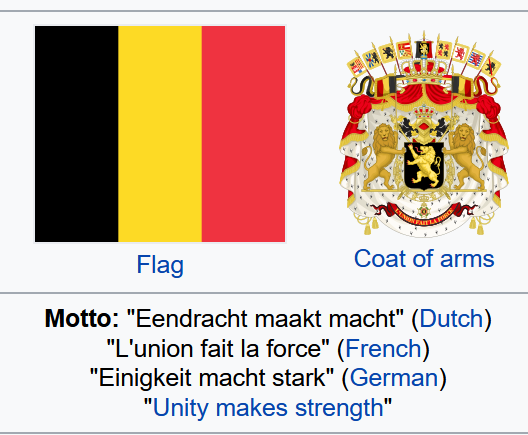 L'UNION FAIT LA FORCE
Flag
Coat of arms
Motto: "Eendracht maakt macht" (Dutch)
"L'union fait la force" (French)
"Einigkeit macht stark" (German)
"Unity makes strength"